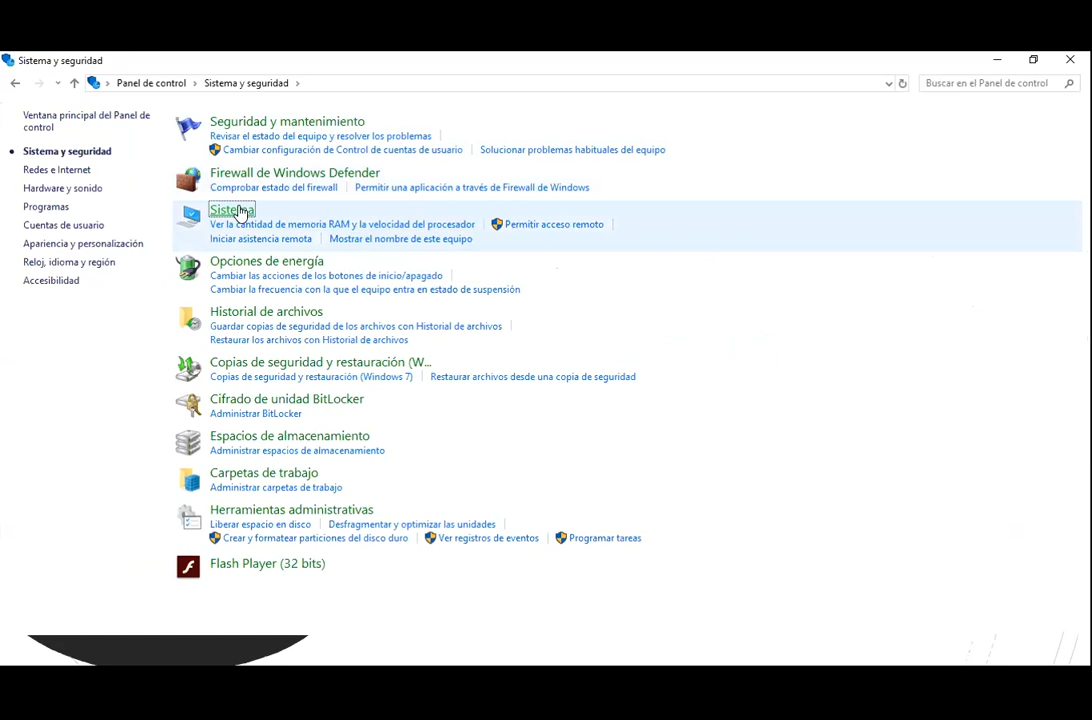 Sistema y seguridad
Panel de control
Sistema y seguridad
Buscar en el Panel de control
Ventana principal del Panel de
control
Sistema y seguridad
Redes e Internet
Hardware y sonido
Programas
Cuentas de usuario
Apariencia y personalización
Reloj, idioma y región
Accesibilidad
Seguridad y mantenimiento
Revisar el estado del equipo y resolver los problemas
Cambiar configuración de Control de cuentas de usuario
Solucionar problemas habituales del equipo
Firewall de Windows Defender
Comprobar estado del firewall
Permitir una aplicación a través de Firewall de Windows
Sistema
Ver la cantidad de memoria RAM y la velocidad del procesador
Permitir acceso remoto
Iniciar asistencia remota
Mostrar el nombre de este equipo
Opciones de energía
Cambiar las acciones de los botones de inicio/apagado
Cambiar la frecuencia con la que el equipo entra en estado de suspensión
Historial de archivos
Guardar copias de seguridad de los archivos con Historial de archivos
Restaurar los archivos con Historial de archivos
Copias de seguridad y restauración (W...
Copias de seguridad y restauración (Windows 7)
Restaurar archivos desde una copia de seguridad
Cifrado de unidad BitLocker
Administrar BitLocker
Espacios de almacenamiento
Administrar espacios de almacenamiento
Carpetas de trabajo
Administrar carpetas de trabajo
Herramientas administrativas
Liberar espacio en disco
Desfragmentar y optimizar las unidades
Crear y formatear particiones del disco duro
Ver registros de eventos
Programar tareas
Flash Player (32 bits)